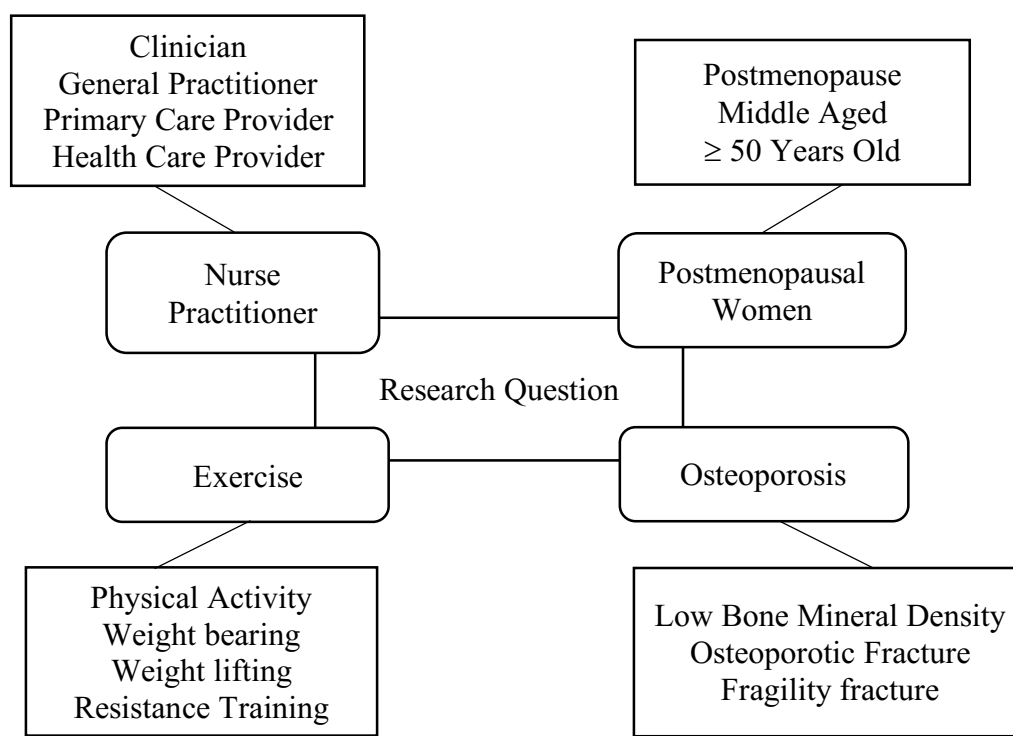 Clinician
General Practitioner
Primary Care Provider
Health Care Provider
Postmenopause
Middle Aged
≥ 50 Years Old
Nurse
Practitioner
Postmenopausal
Women
Research Question
Exercise
Osteoporosis
Physical Activity
Weight bearing
Weight lifting
Resistance Training
Low Bone Mineral Density
Osteoporotic Fracture
Fragility fracture